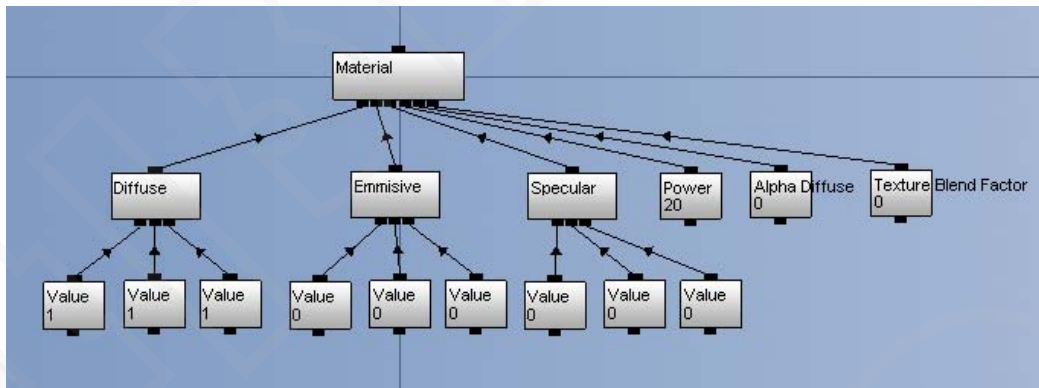 Material
Diffuse
Emmisive
Specular
Power
20
Alpha Diffuse
0
Texture Blend Factor
0
Value
1
Value
1
Value
1
Value
0
Value
0
Value
0
Value
0
Value
0
Value
0